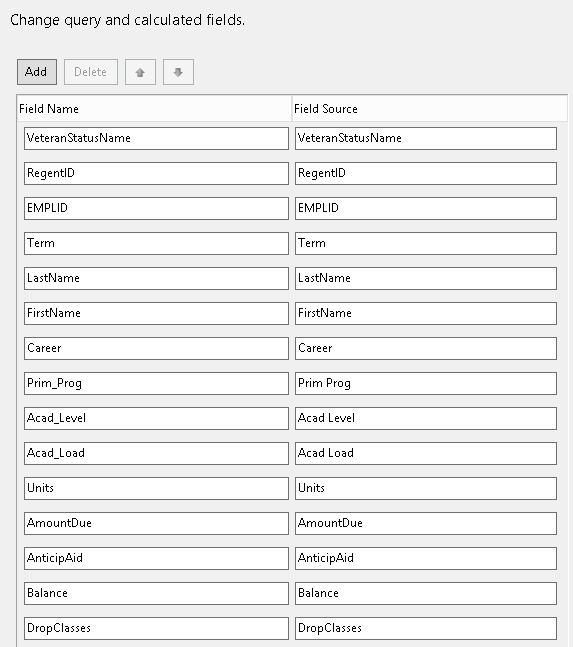 Change query and calculated fields.
Add Delete
Field Name Field Source
VeteranStatusName VeteranStatusName
RegentID RegentID
EMPLID EMPLID
Term Term
LastName LastName
FirstName FirstName
Career Career
Prim_Prog Prim Prog
Acad_Level Acad Level
Acad_Load Acad Load
Units Units
AmountDue AmountDue
AnticipAid AnticipAid
Balance Balance
DropClasses DropClasses